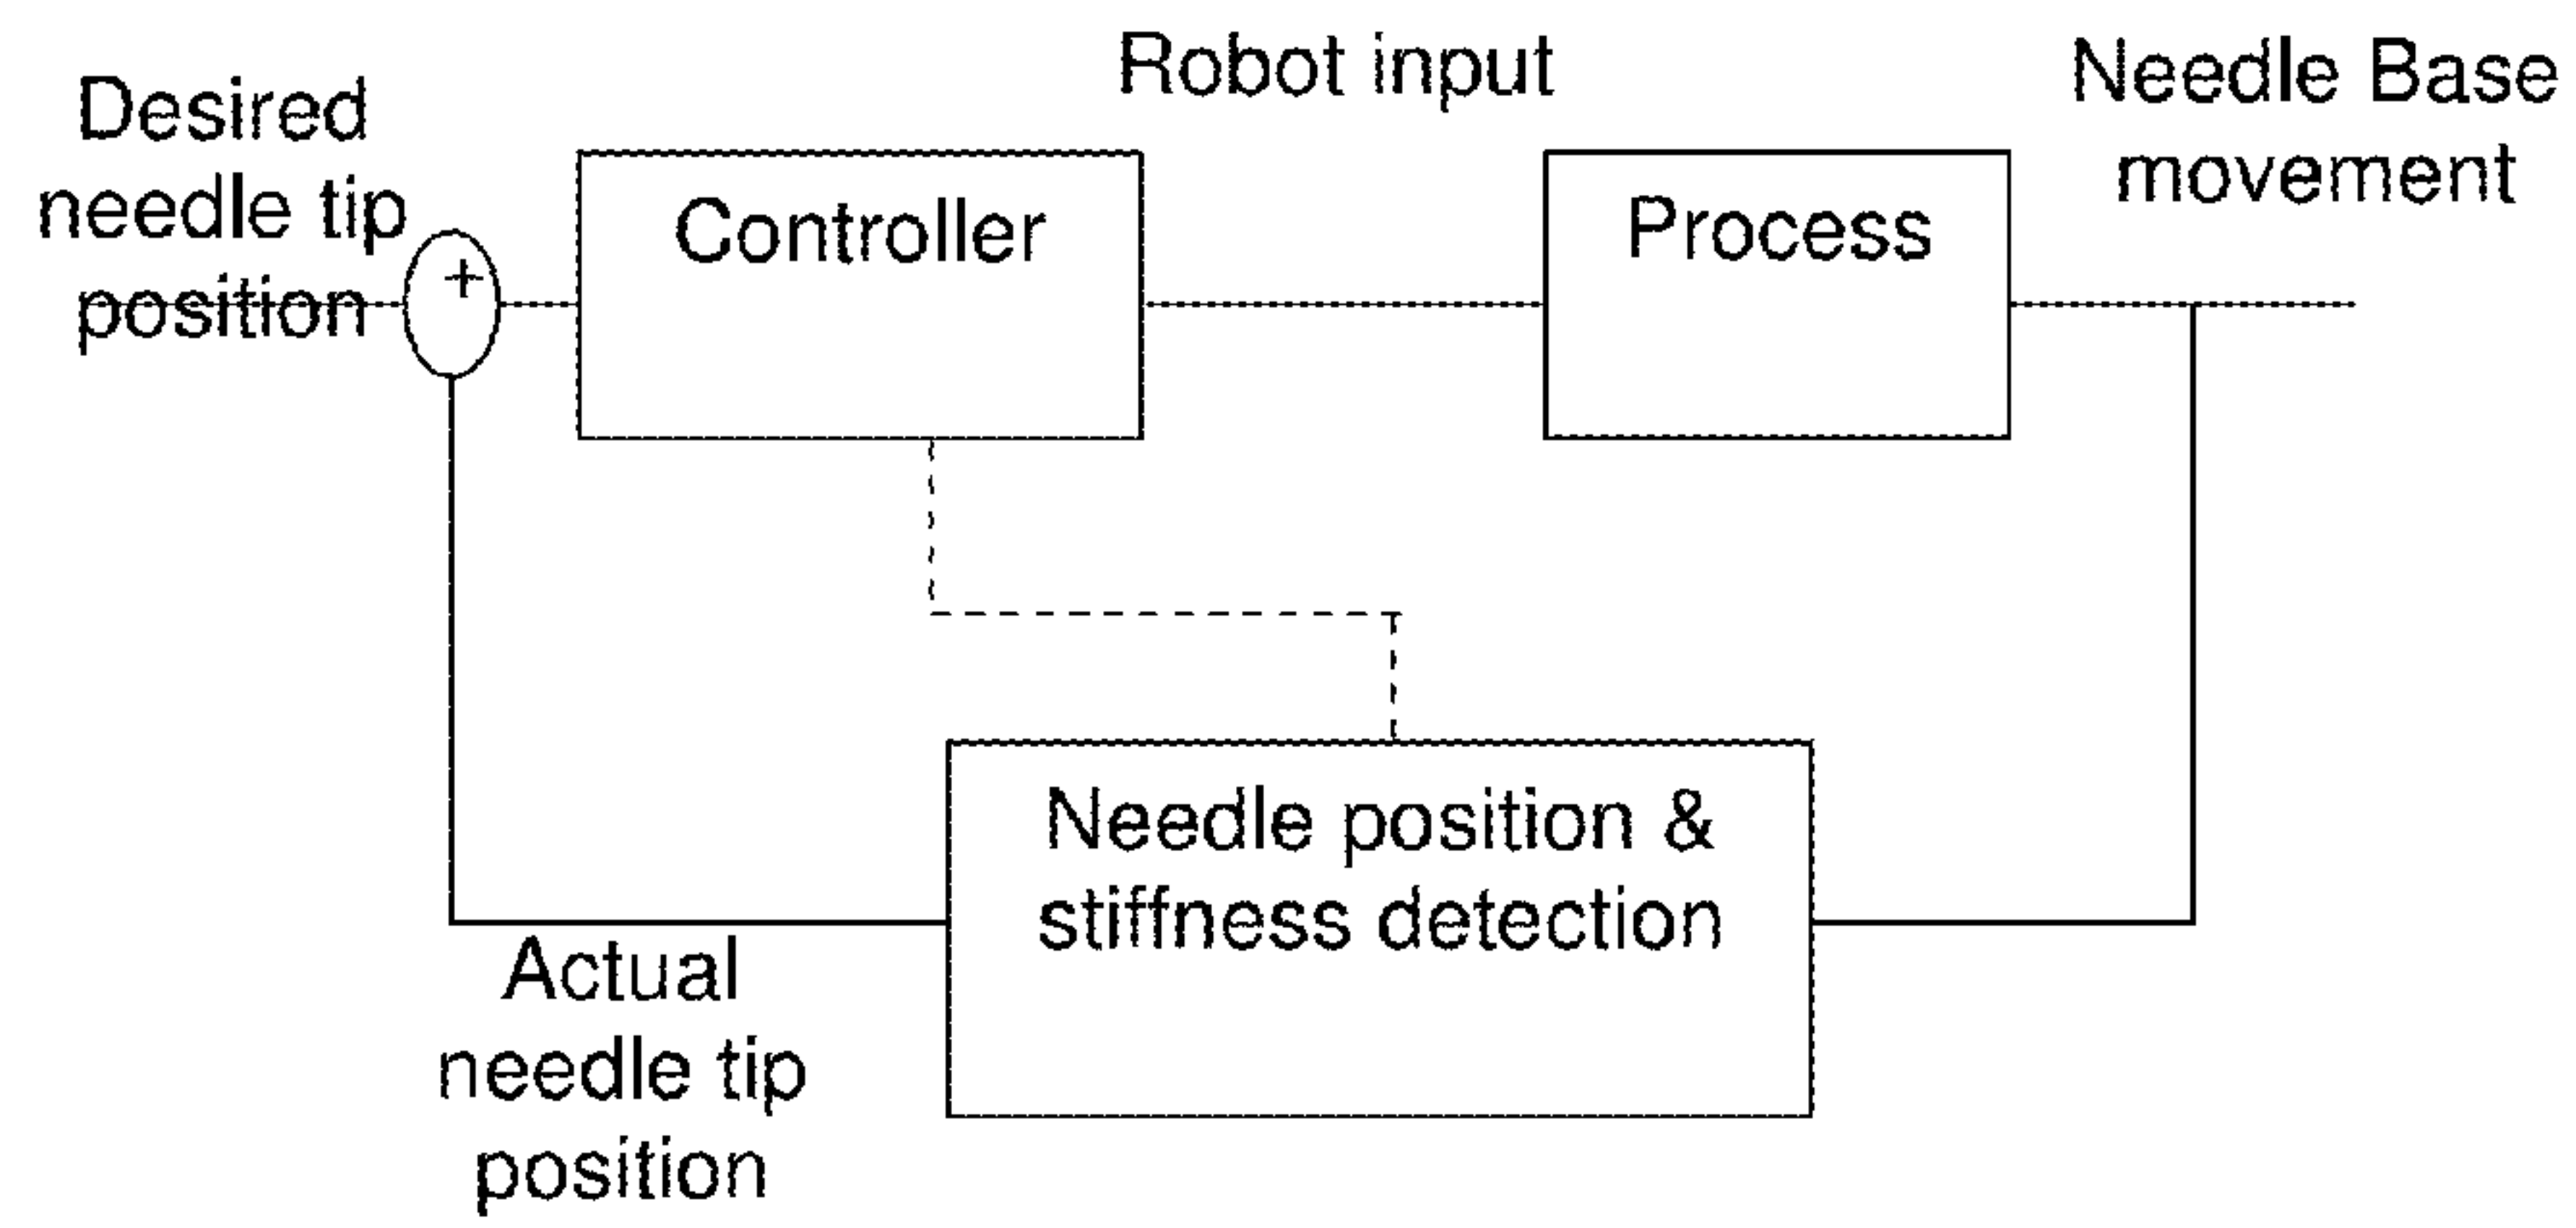 Desired
needle tip
position
+
Controller
Robot input
Process
Needle Base
movement
Needle position &
stiffness detection
Actual
needle tip
position